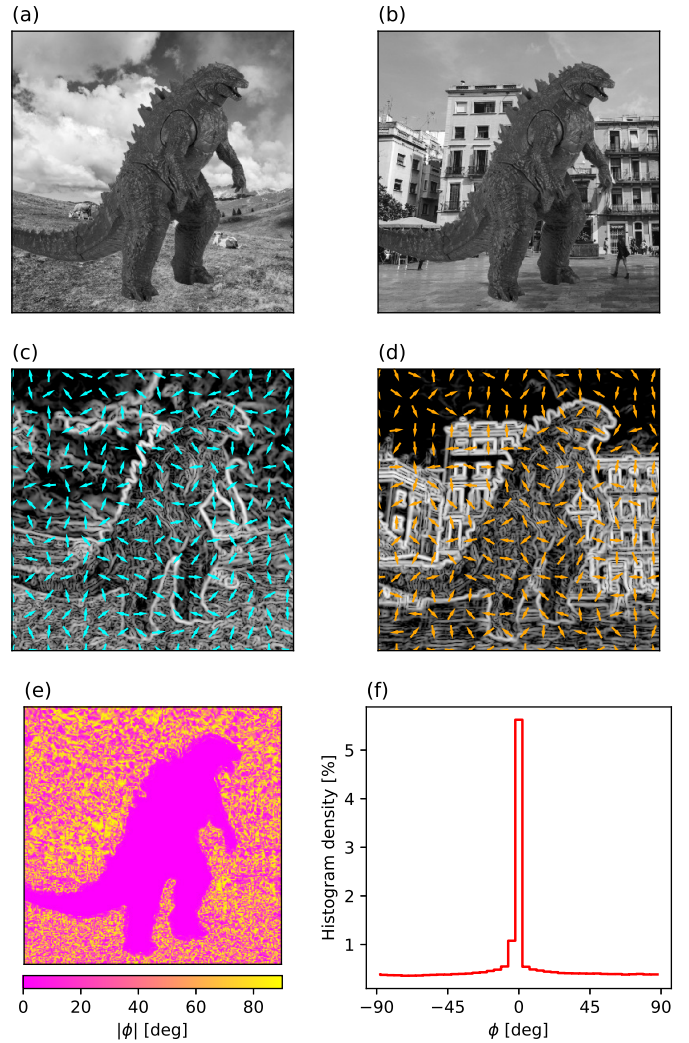 (a)
(b)
(c)
(d)
(e)
(f)
0 20 40 60 80
|ϕ| [deg]
Histogram density [%]
5
4
3
2
1
−90 −45 0 45 90
ϕ [deg]